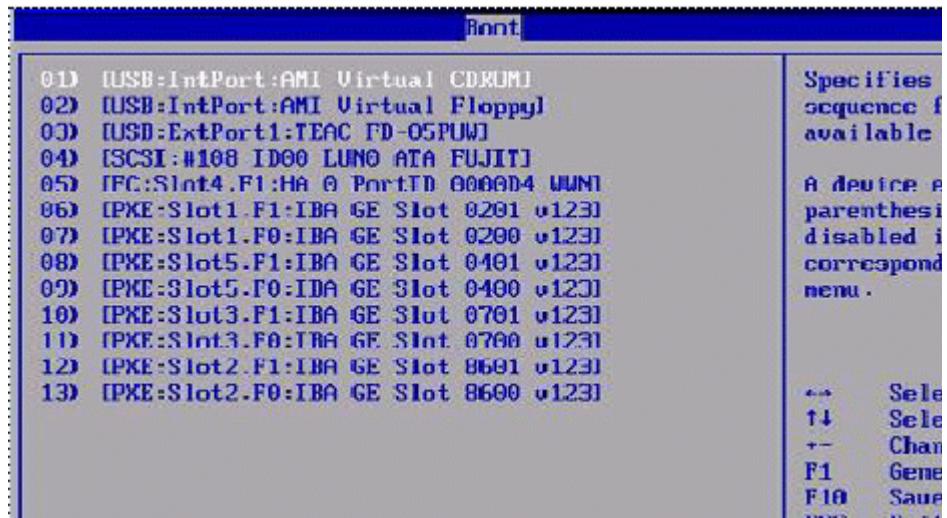 Boot
01) [USB:IntPort:AMI Virtual CDROM]
02) [USB:IntPort:AMI Virtual Floppy]
03) [USB:ExtPort1:TEAC FD-05PUW]
04) [SCSI:#108 ID00 LUN0 ATA FUJIT]
05) [FC:Slot4.F1:HA 0 PortID 0000D4 WWN]
06) [PXE:Slot1.F1:IBA GE Slot 0201 v123]
07) [PXE:Slot1.F0:IBA GE Slot 0200 v123]
08) [PXE:Slot5.F1:IBA GE Slot 0401 v123]
09) [PXE:Slot5.F0:IBA GE Slot 0400 v123]
10) [PXE:Slot3.F1:IBA GE Slot 0701 v123]
11) [PXE:Slot3.F0:IBA GE Slot 0700 v123]
12) [PXE:Slot2.F1:IBA GE Slot 8601 v123]
13) [PXE:Slot2.F0:IBA GE Slot 8600 v123]
Specifies
sequence f
available
A device e
parenthesi
disabled i
correspond
menu.
↔ Sele
↑↓ Sele
+- Chan
F1 Gene
F10 Save